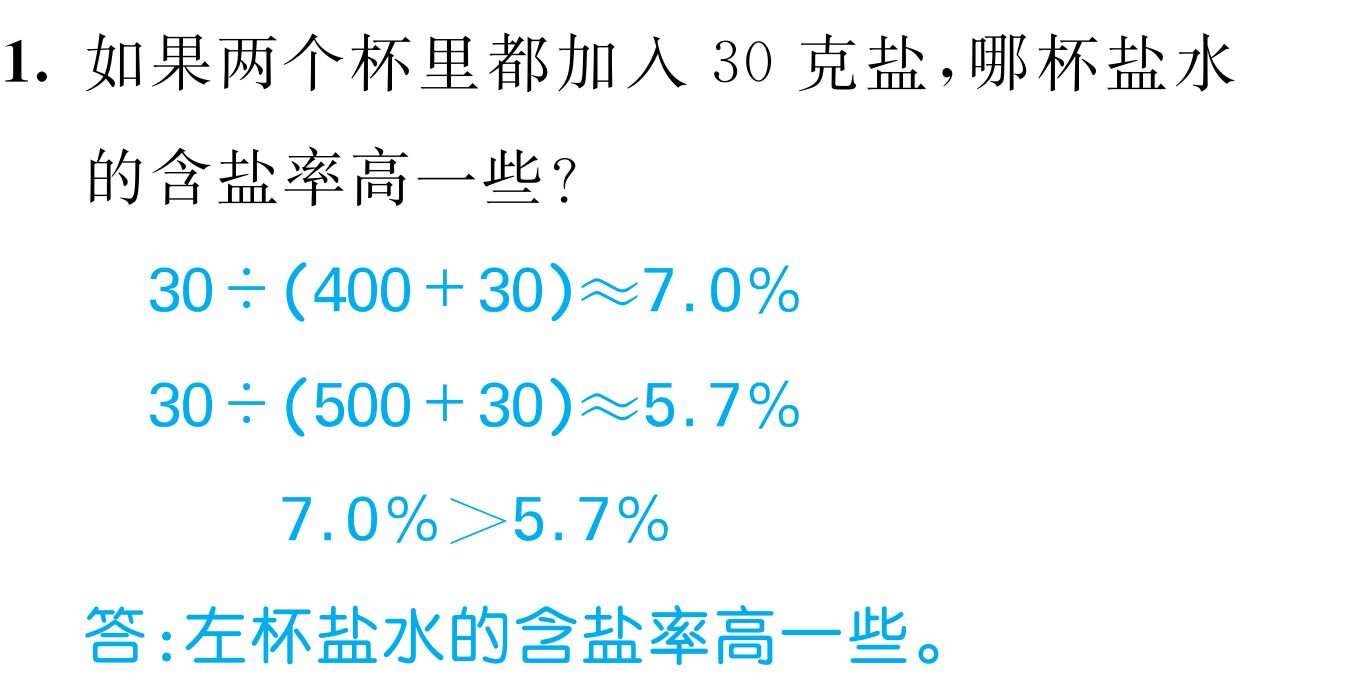 1. 如果两个杯里都加入 30 克盐,哪杯盐水
的含盐率高一些?
30÷(400+30)≈7.0%
30÷(500+30)≈5.7%
7.0%>5.7%
答:左杯盐水的含盐率高一些。